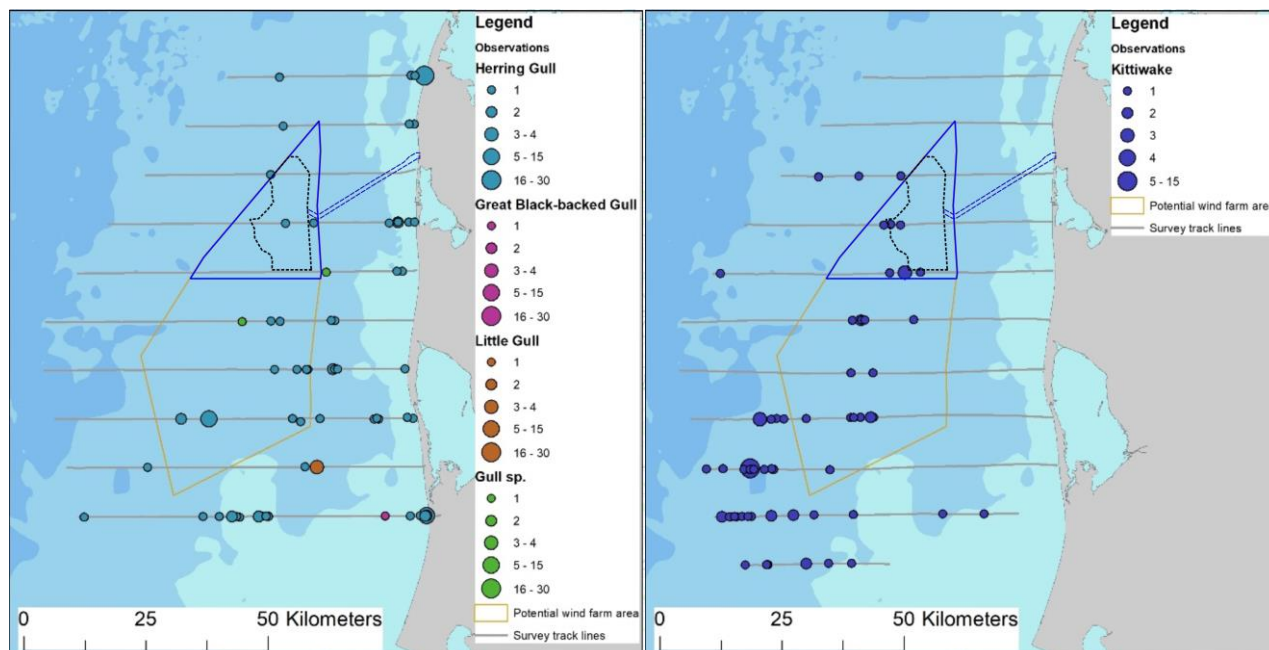 Legend
Observations
Herring Gull
1
2
3 - 4
5 - 15
16 - 30
Great Black-backed Gull
1
2
3 - 4
5 - 15
16 - 30
Little Gull
1
2
3 - 4
5 - 15
16 - 30
Gull sp.
1
2
3 - 4
5 - 15
16 - 30
Potential wind farm area
Survey track lines
0 25 50 Kilometers
Legend
Observations
Kittiwake
1
2
3
4
5 - 15
Potential wind farm area
Survey track lines
0 25 50 Kilometers